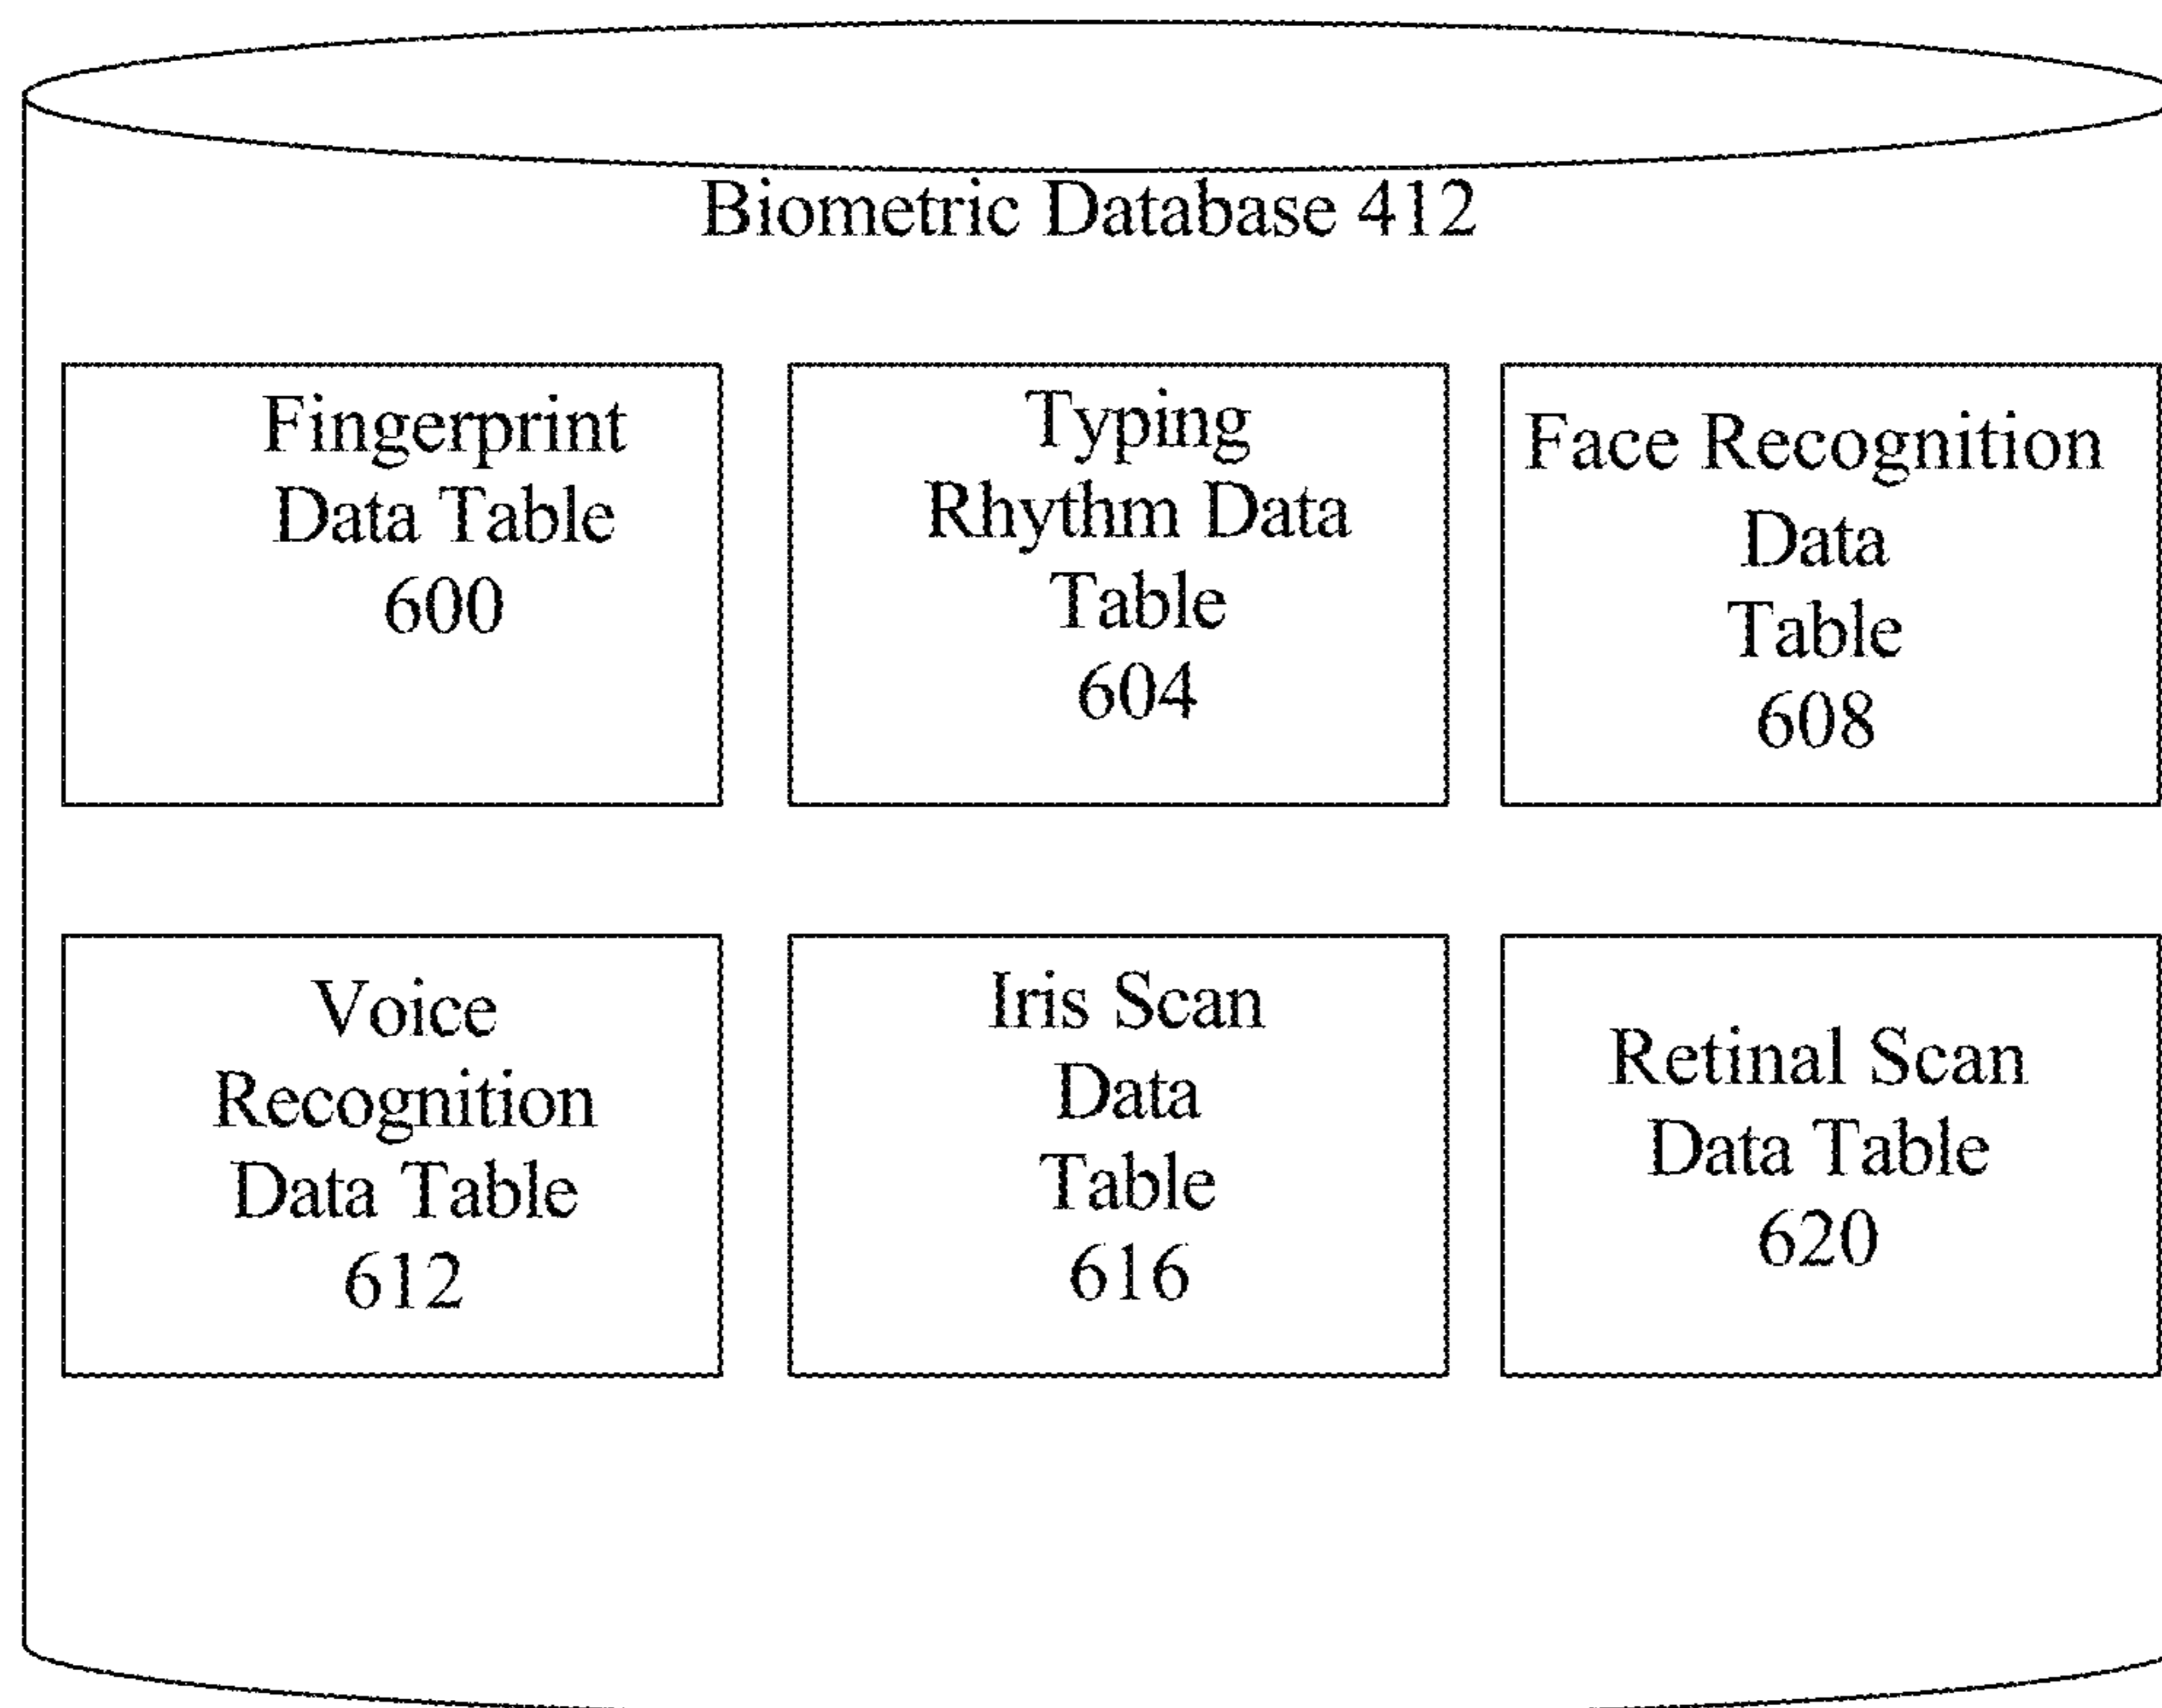 Biometric Database 412
Fingerprint
Data Table
600
Typing
Rhythm Data
Table
604
Face Recognition
Data
Table
608
Voice
Recognition
Data Table
612
Iris Scan
Data
Table
616
Retinal Scan
Data Table
620